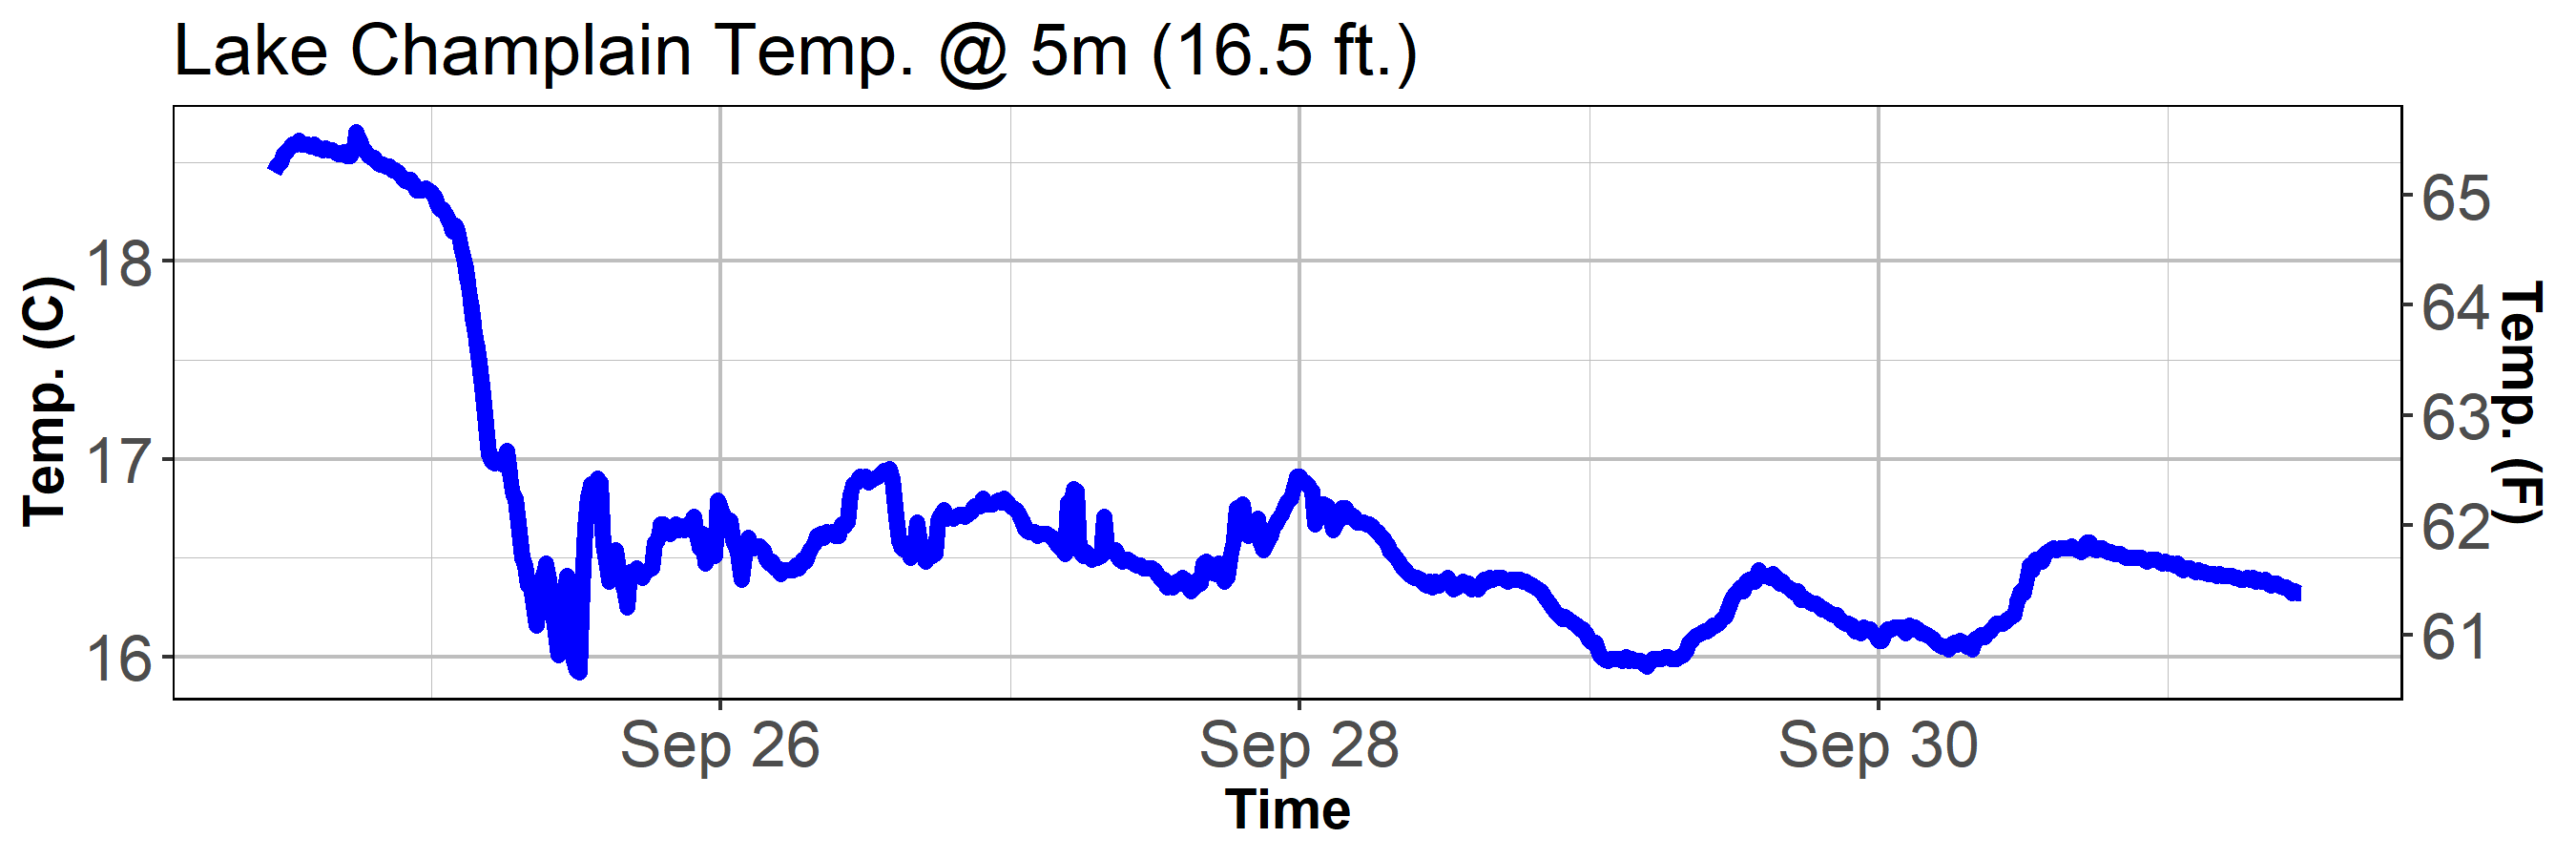 Lake Champlain Temp. @ 5m (16.5 ft.)
Temp. (C)
18
17
16
65
64
63
62
61
Temp. (F)
Sep 26
Sep 28
Sep 30
Time